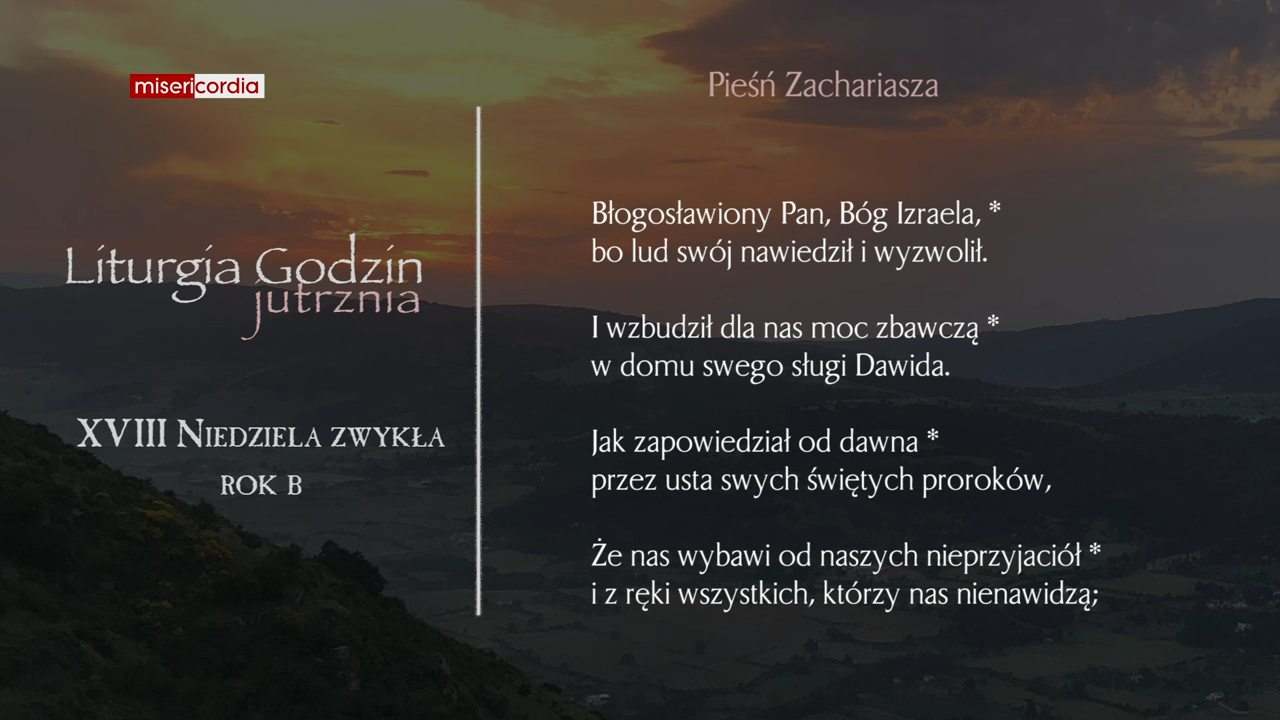 misericordia
Liturgia Godzin
jutrznia
XVIII Niedziela zwykła
rok B
Pieśń Zachariasza
Błogosławiony Pan, Bóg Izraela, *
bo lud swój nawiedził i wyzwolił.
I wzbudził dla nas moc zbawczą *
w domu swego sługi Dawida.
Jak zapowiedział od dawna *
przez usta swych świętych proroków,
Że nas wybawi od naszych nieprzyjaciół *
i z ręki wszystkich, którzy nas nienawidzą;